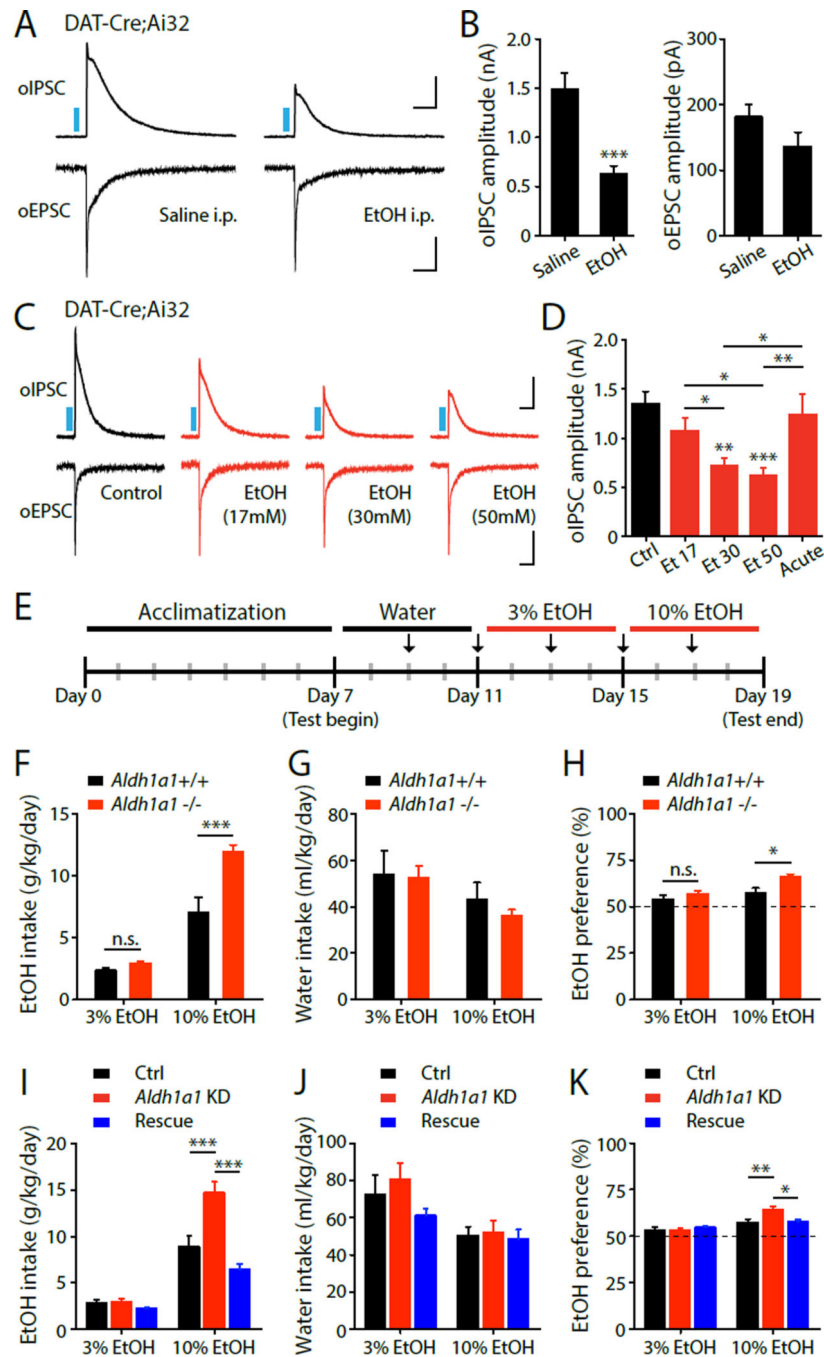 A
DAT-Cre;Ai32
oIPSC
oEPSC
Saline i.p.
EtOH i.p.
B
oIPSC amplitude (nA)
2.0
1.5
1.0
0.5
0
***
Saline
EtOH
oEPSC amplitude (pA)
300
200
100
0
Saline
EtOH
C
DAT-Cre;Ai32
oIPSC
oEPSC
Control
EtOH
(17mM)
EtOH
(30mM)
EtOH
(50mM)
D
oIPSC amplitude (nA)
2.0
1.5
1.0
0.5
0
*
**
*
*
**
***
Ctrl
Et 17
Et 30
Et 50
Acute
E
Acclimatization
Water
3% EtOH
10% EtOH
Day 0
Day 7
Day 11
Day 15
Day 19
(Test begin)
(Test end)
F
Aldh1a1+/+
Aldh1a1 -/-
EtOH intake (g/kg/day)
15
10
5
0
n.s.
***
3% EtOH
10% EtOH
G
Aldh1a1+/+
Aldh1a1 -/-
Water intake (ml/kg/day)
80
60
40
20
0
3% EtOH
10% EtOH
H
Aldh1a1+/+
Aldh1a1 -/-
EtOH preference (%)
100
75
50
25
0
n.s.
*
3% EtOH
10% EtOH
I
Ctrl
Aldh1a1 KD
Rescue
EtOH intake (g/kg/day)
20
15
10
5
0
***
***
3% EtOH
10% EtOH
J
Ctrl
Aldh1a1 KD
Rescue
Water intake (ml/kg/day)
100
80
60
40
20
0
3% EtOH
10% EtOH
K
Ctrl
Aldh1a1 KD
Rescue
EtOH preference (%)
100
75
50
25
0
**
*
3% EtOH
10% EtOH